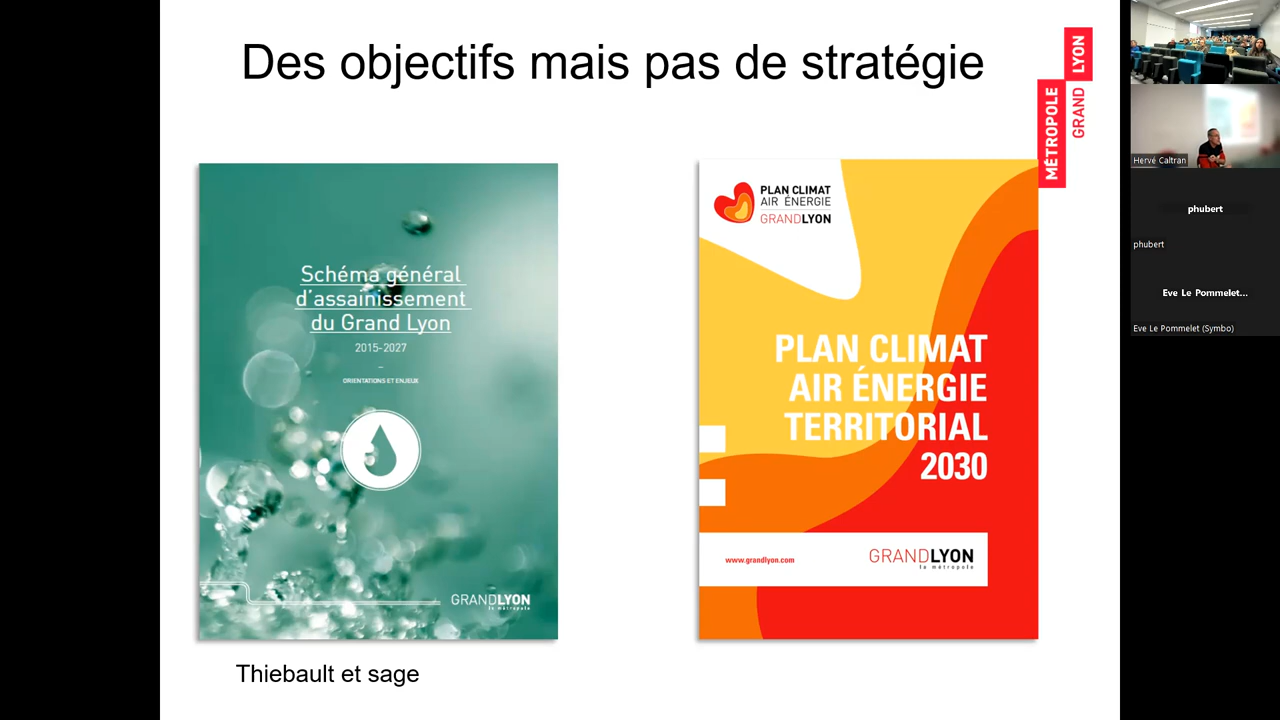 Des objectifs mais pas de stratégie
MÉTROPOLE
GRAND LYON
Schéma général
d'assainissement
du Grand Lyon
2015-2027
ORIENTATIONS ET ENJEUX
GRANDLYON
la métropole
Thiebault et sage
PLAN CLIMAT
AIR ÉNERGIE
GRANDLYON
PLAN CLIMAT
AIR ÉNERGIE
TERRITORIAL
2030
www.grandlyon.com
GRANDLYON
la métropole
Hervé Caltran
phubert
phubert
Eve Le Pommelet...
Eve Le Pommelet (Symbo)